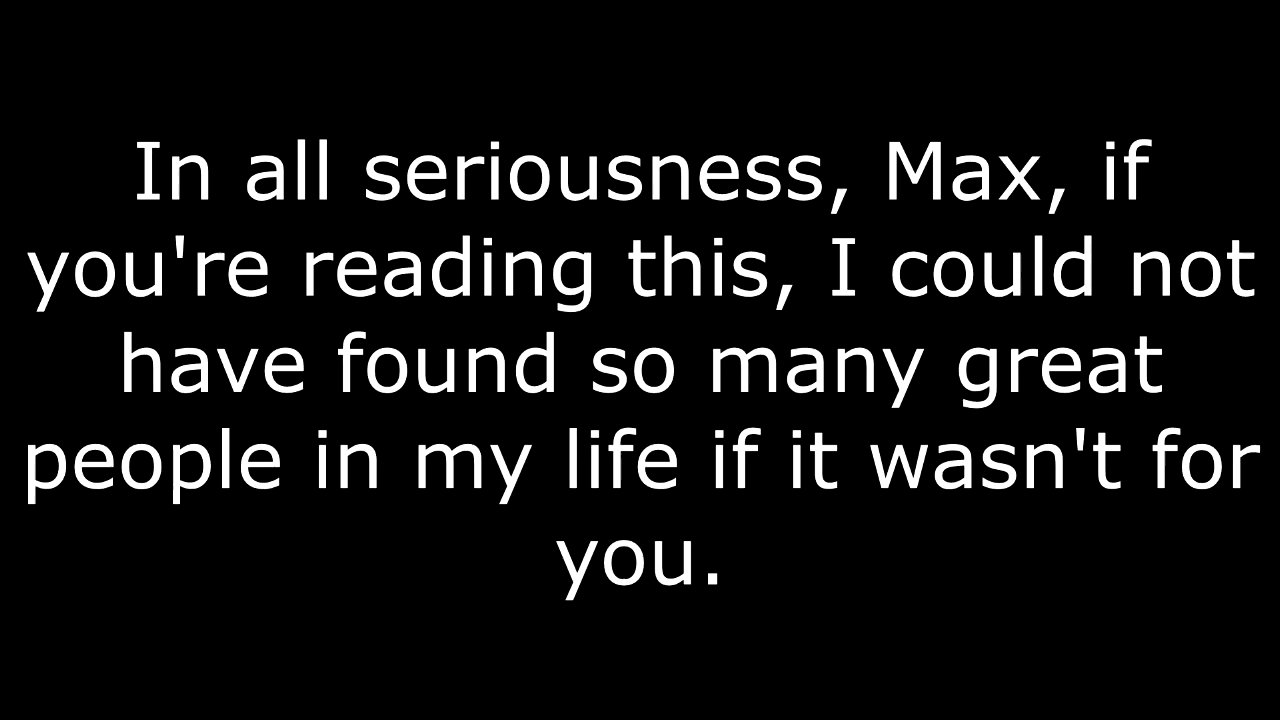 In all seriousness, Max, if
you're reading this, I could not
have found so many great
people in my life if it wasn't for
you.